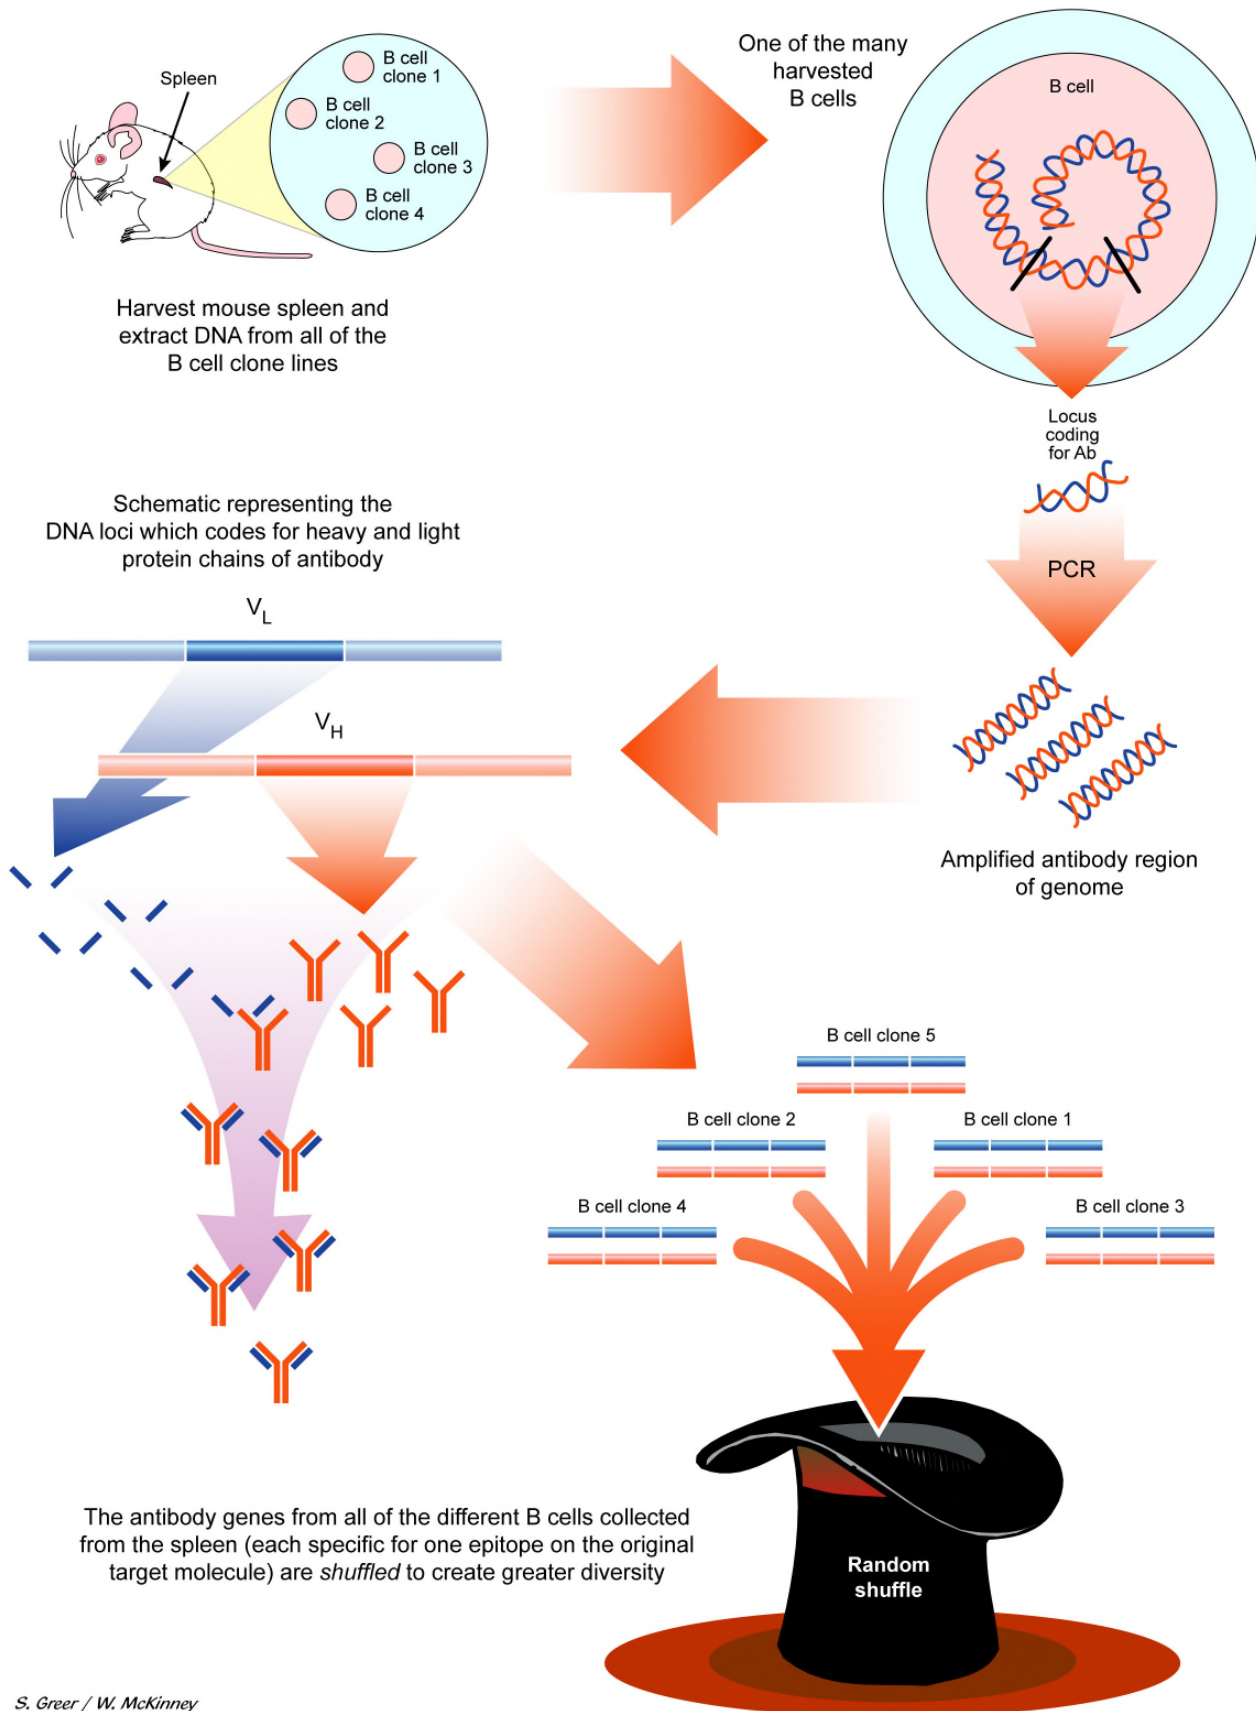 Spleen
B cell
clone 1
B cell
clone 2
B cell
clone 3
B cell
clone 4
Harvest mouse spleen and
extract DNA from all of the
B cell clone lines
One of the many
harvested
B cells
B cell
Locus
coding
for Ab
PCR
Amplified antibody region
of genome
Schematic representing the
DNA loci which codes for heavy and light
protein chains of antibody
VL
VH
B cell clone 5
B cell clone 2
B cell clone 1
B cell clone 4
B cell clone 3
The antibody genes from all of the different B cells collected
from the spleen (each specific for one epitope on the original
target molecule) are shuffled to create greater diversity
Random
shuffle
S. Greer / W. McKinney